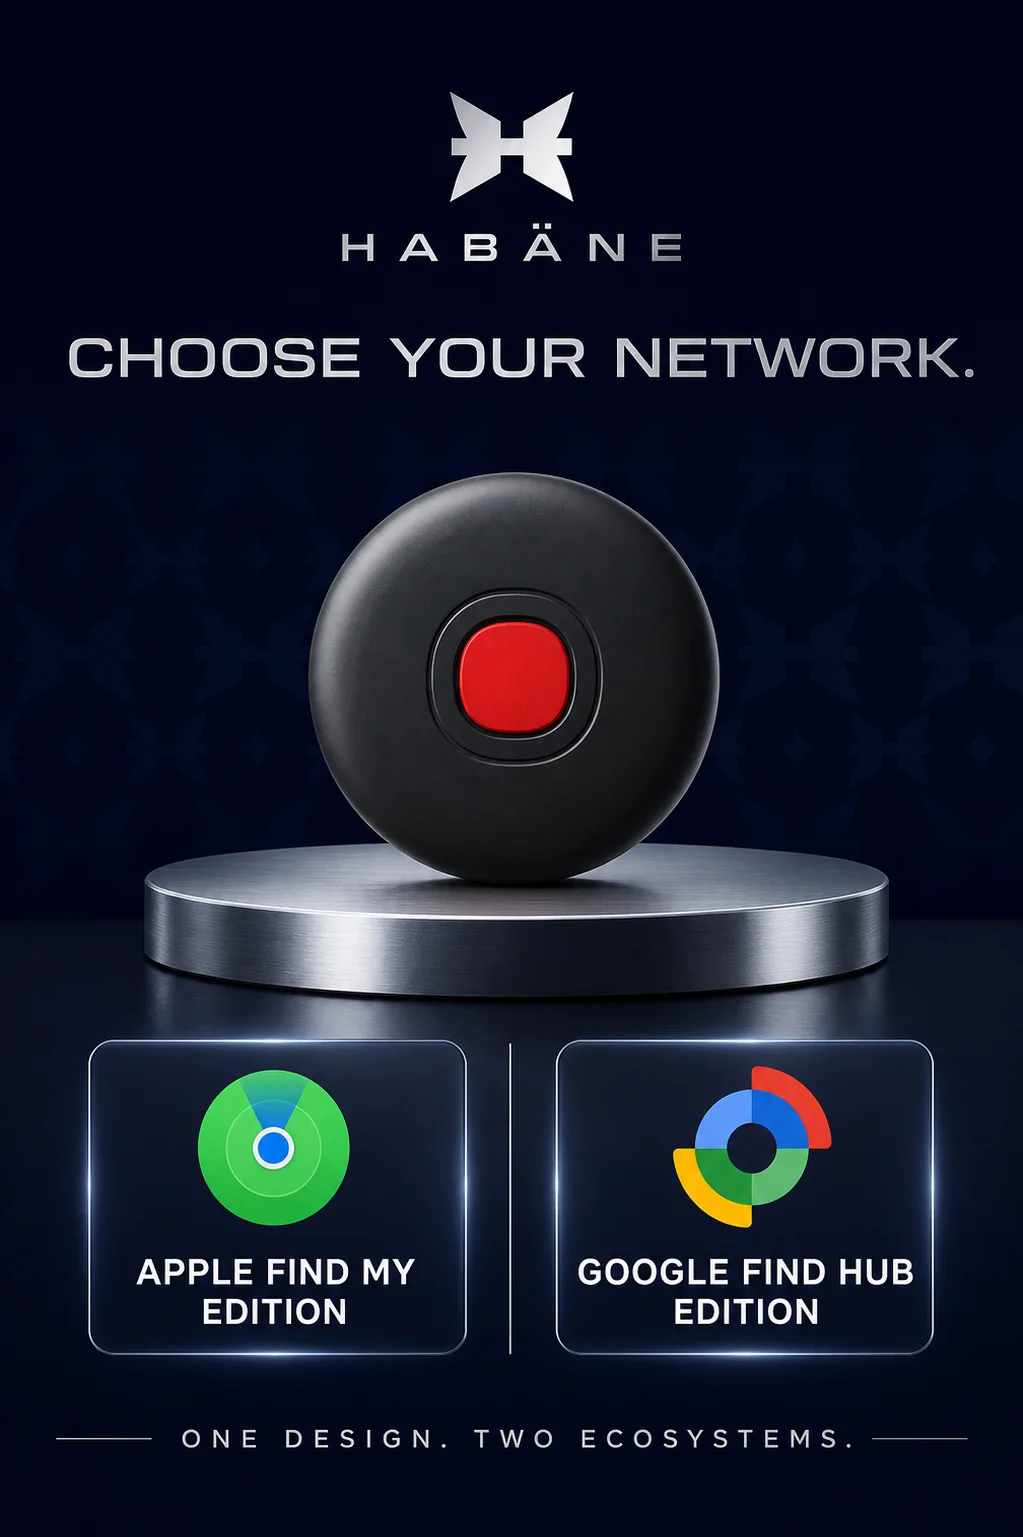 HABÄNE
CHOOSE YOUR NETWORK.
APPLE FIND MY
EDITION
GOOGLE FIND HUB
EDITION
ONE DESIGN. TWO ECOSYSTEMS.